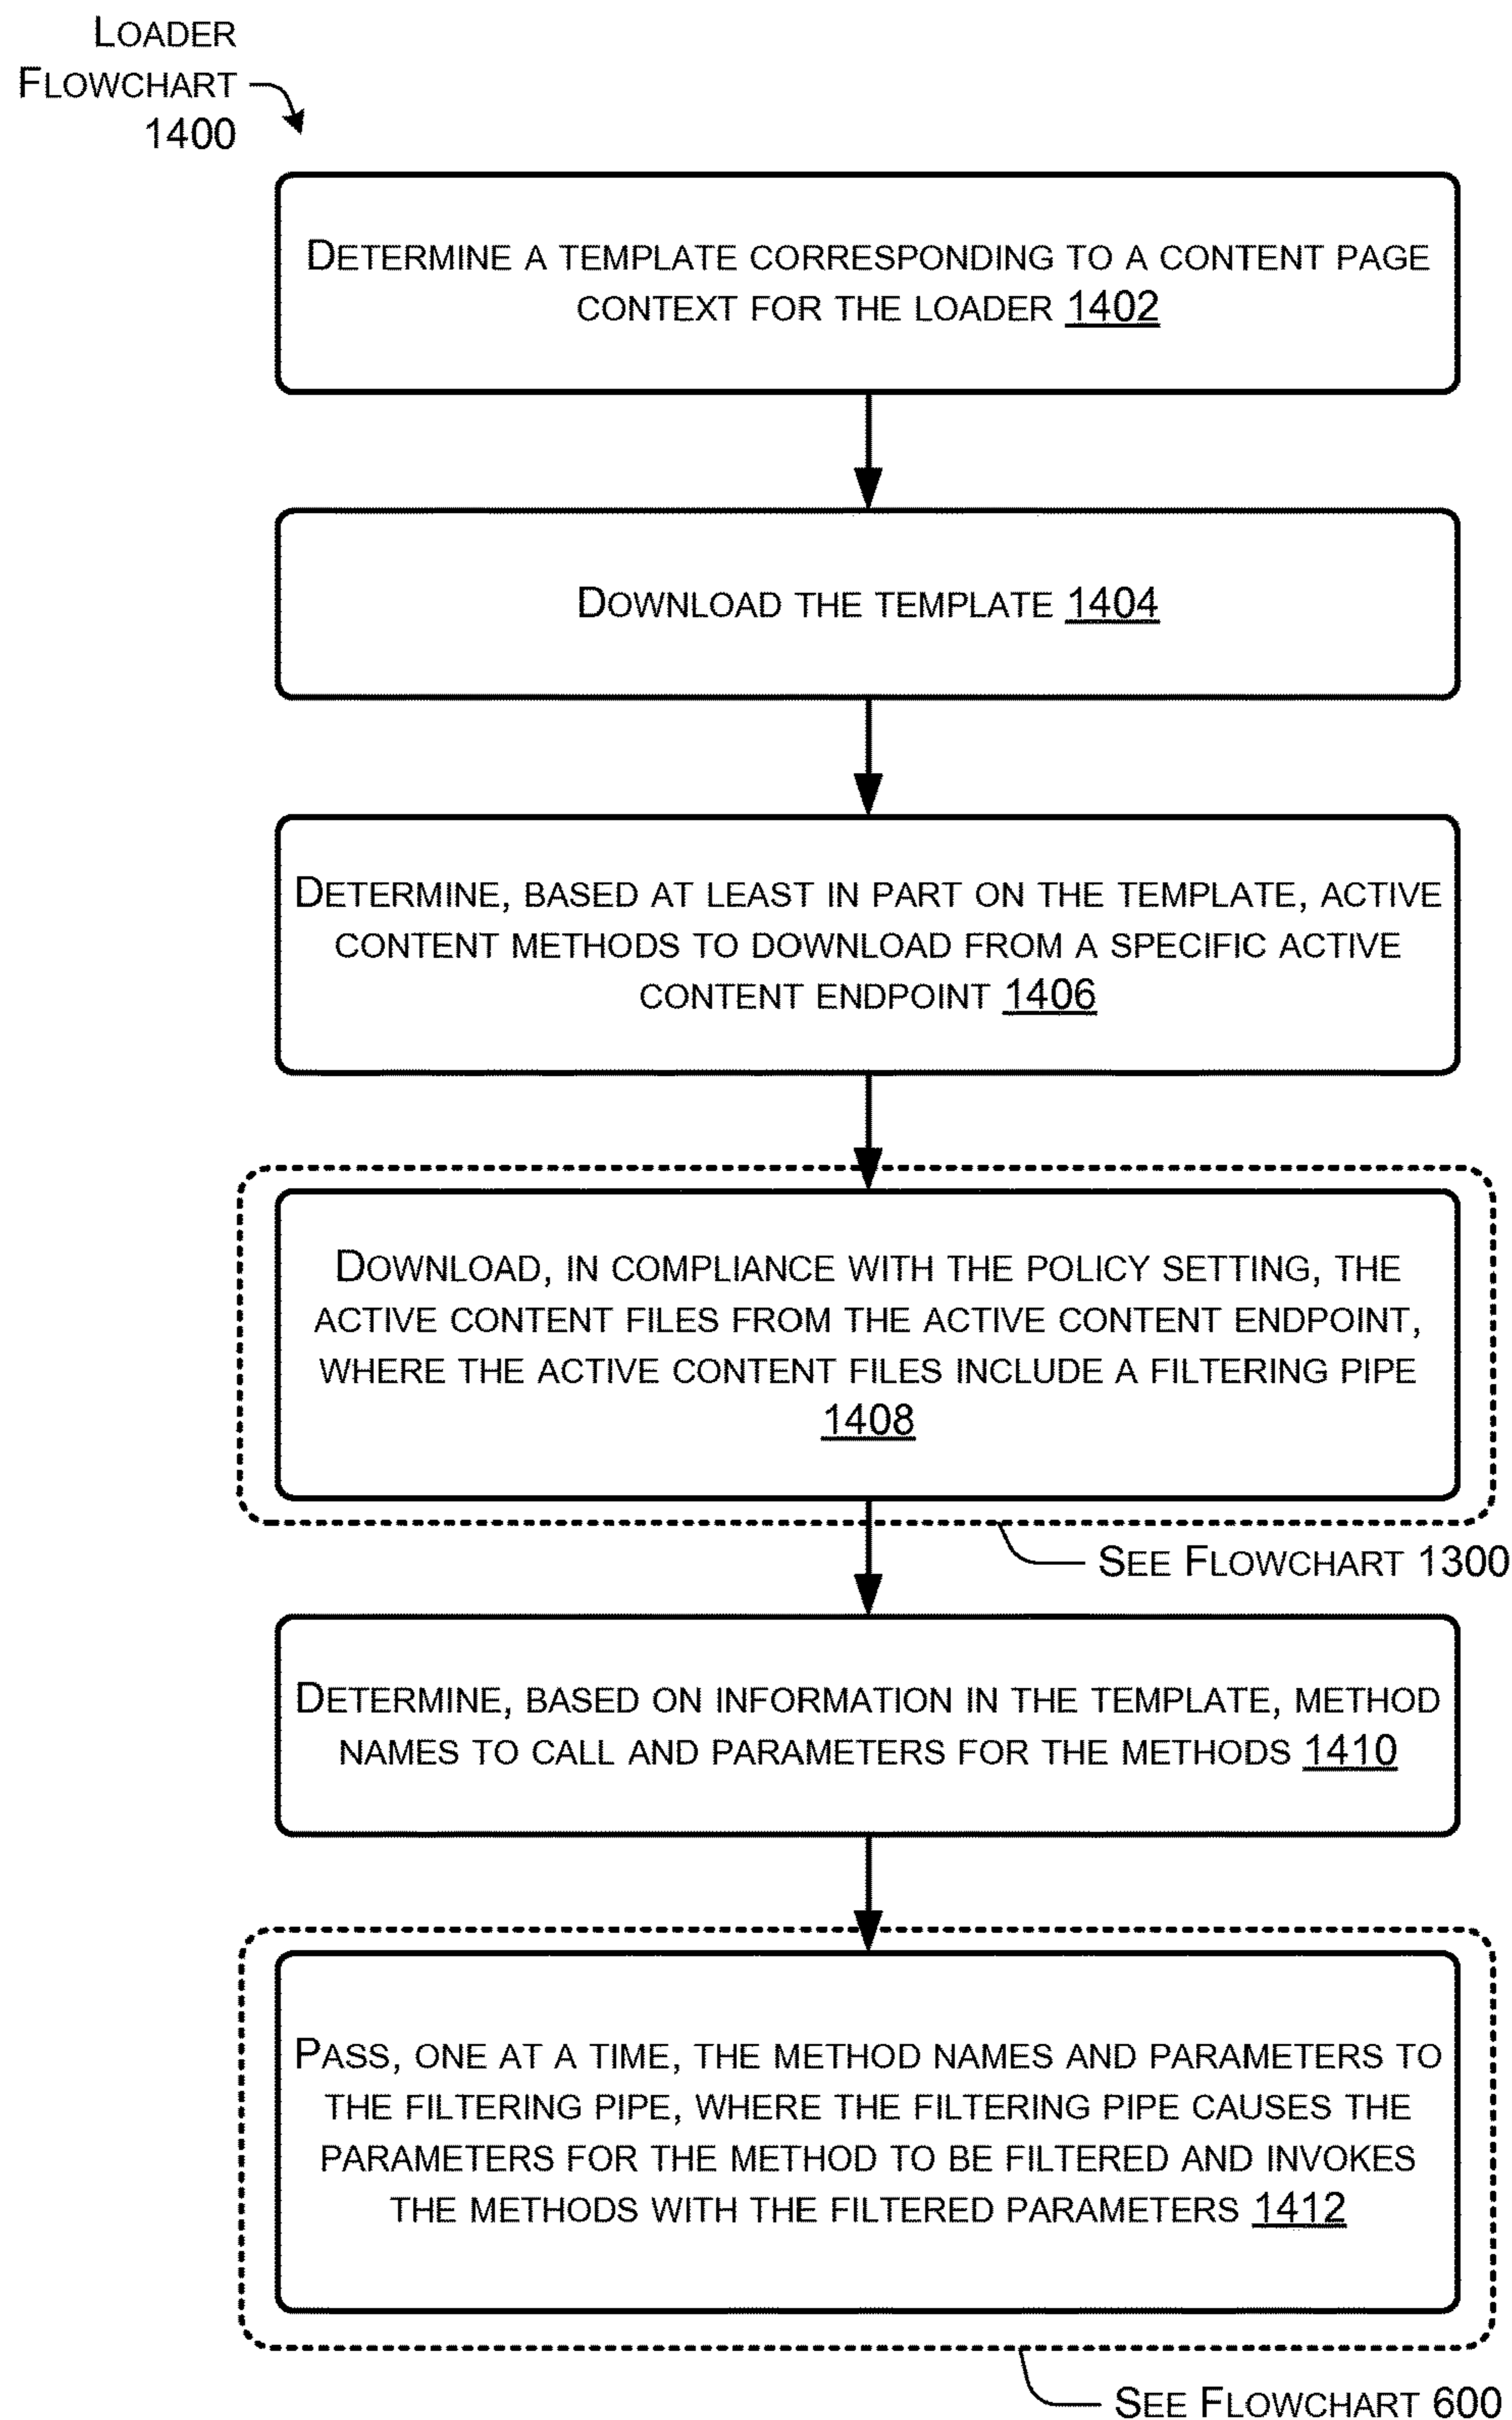 LOADER
FLOWCHART
1400
DETERMINE A TEMPLATE CORRESPONDING TO A CONTENT PAGE
CONTEXT FOR THE LOADER 1402
DOWNLOAD THE TEMPLATE 1404
DETERMINE, BASED AT LEAST IN PART ON THE TEMPLATE, ACTIVE
CONTENT METHODS TO DOWNLOAD FROM A SPECIFIC ACTIVE
CONTENT ENDPOINT 1406
DOWNLOAD, IN COMPLIANCE WITH THE POLICY SETTING, THE
ACTIVE CONTENT FILES FROM THE ACTIVE CONTENT ENDPOINT,
WHERE THE ACTIVE CONTENT FILES INCLUDE A FILTERING PIPE
1408
SEE FLOWCHART 1300
DETERMINE, BASED ON INFORMATION IN THE TEMPLATE, METHOD
NAMES TO CALL AND PARAMETERS FOR THE METHODS 1410
PASS, ONE AT A TIME, THE METHOD NAMES AND PARAMETERS TO
THE FILTERING PIPE, WHERE THE FILTERING PIPE CAUSES THE
PARAMETERS FOR THE METHOD TO BE FILTERED AND INVOKES
THE METHODS WITH THE FILTERED PARAMETERS 1412
SEE FLOWCHART 600